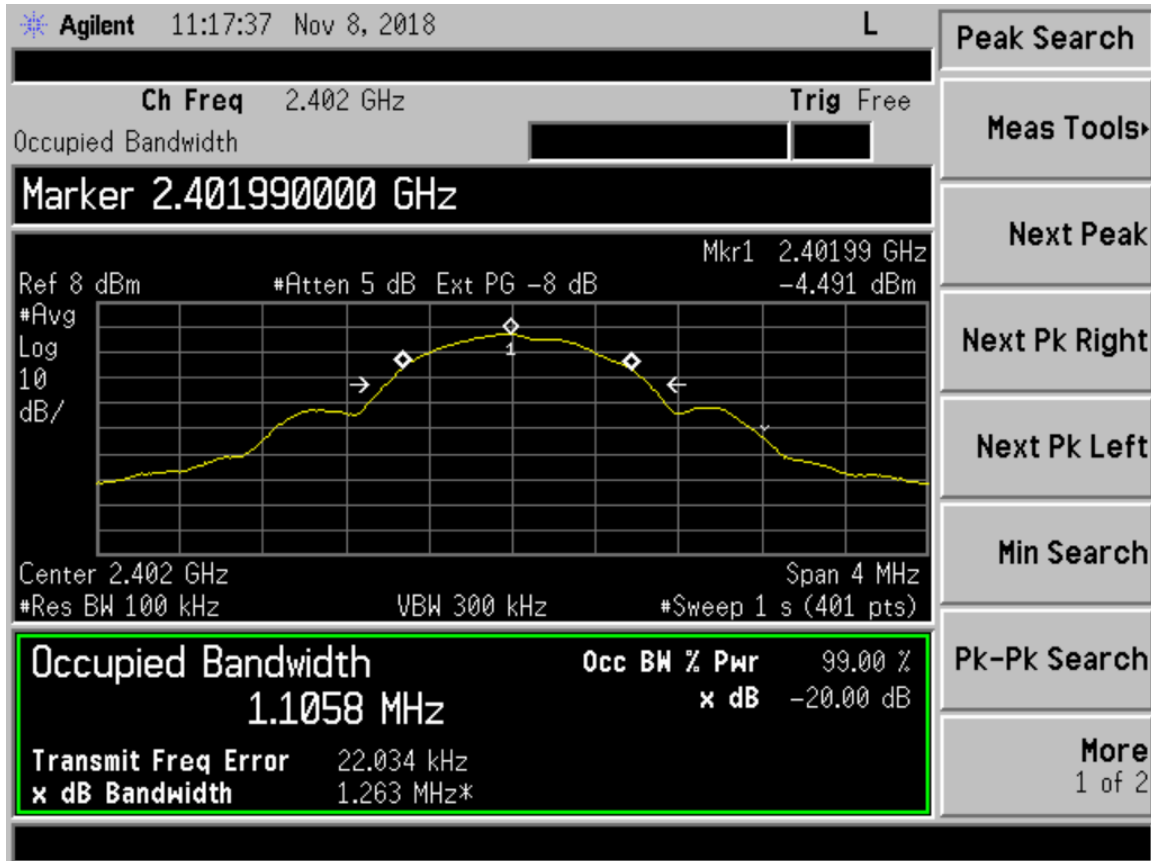 Agilent 11:17:37 Nov 8, 2018 L
Peak Search
Ch Freq 2.402 GHz Trig Free
Occupied Bandwidth
Meas Tools
Marker 2.401990000 GHz
Next Peak
Mkr1 2.40199 GHz
Ref 8 dBm #Atten 5 dB Ext PG -8 dB -4.491 dBm
#Avg
Log
10
dB/
1
Next Pk Right
Next Pk Left
Center 2.402 GHz Span 4 MHz
#Res BW 100 kHz VBW 300 kHz #Sweep 1 s (401 pts)
Min Search
Occupied Bandwidth
1.1058 MHz
Occ BW % Pwr 99.00 %
x dB -20.00 dB
Transmit Freq Error 22.034 kHz
x dB Bandwidth 1.263 MHz*
Pk-Pk Search
More
1 of 2